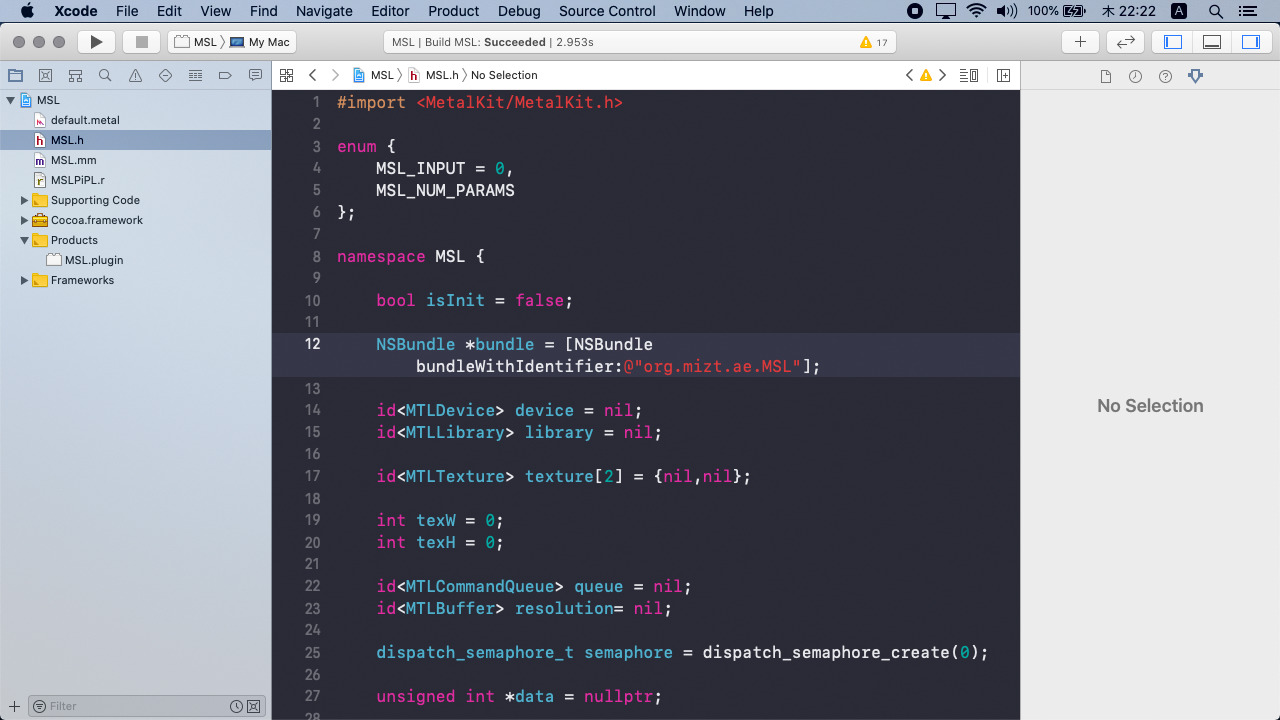 Xcode File Edit View Find Navigate Editor Product Debug Source Control Window Help 100% 木 22:22 A
MSL My Mac MSL | Build MSL: Succeeded | 2.953s 17
MSL MSL.h No Selection
MSL
default.metal
MSL.h
MSL.mm
MSLPiPL.r
Supporting Code
Cocoa.framework
Products
MSL.plugin
Frameworks
Filter
1 #import <MetalKit/MetalKit.h>
2
3 enum {
4 MSL_INPUT = 0,
5 MSL_NUM_PARAMS
6 };
7
8 namespace MSL {
9
10 bool isInit = false;
11
12 NSBundle *bundle = [NSBundle
bundleWithIdentifier:@"org.mizt.ae.MSL"];
13
14 id<MTLDevice> device = nil;
15 id<MTLLibrary> library = nil;
16
17 id<MTLTexture> texture[2] = {nil,nil};
18
19 int texW = 0;
20 int texH = 0;
21
22 id<MTLCommandQueue> queue = nil;
23 id<MTLBuffer> resolution= nil;
24
25 dispatch_semaphore_t semaphore = dispatch_semaphore_create(0);
26
27 unsigned int *data = nullptr;
28
No Selection